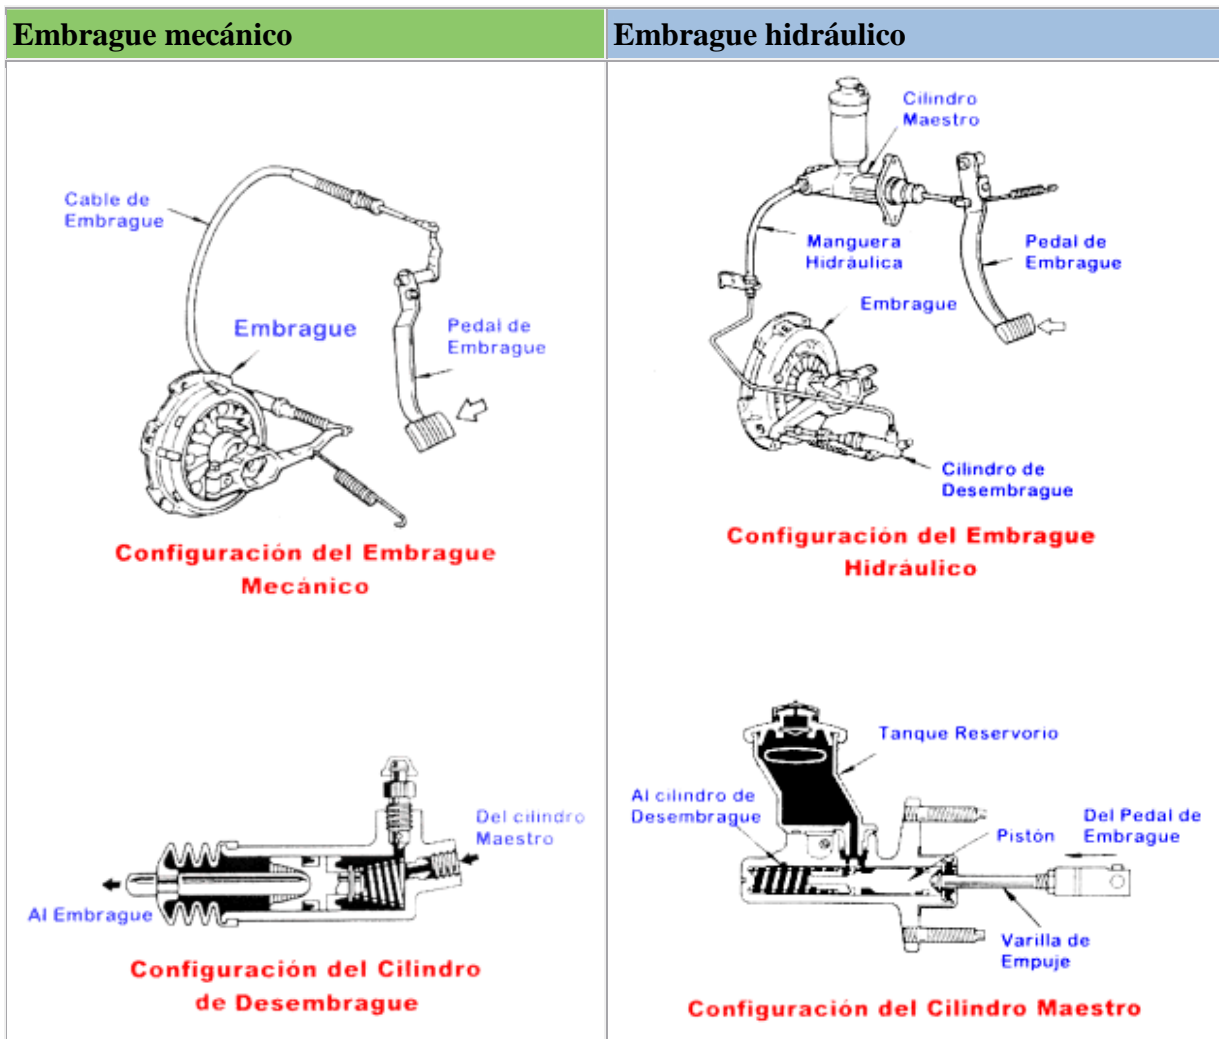 Embrague mecánico
Embrague hidráulico
Cable de
Embrague
Embrague
Pedal de
Embrague
Configuración del Embrague
Mecánico
Cilindro
Maestro
Manguera
Hidráulica
Pedal de
Embrague
Embrague
Cilindro de
Desembrague
Configuración del Embrague
Hidráulico
Del cilindro
Maestro
Al Embrague
Configuración del Cilindro
de Desembrague
Tanque Reservorio
Al cilindro de
Desembrague
Pistón
Del Pedal de
Embrague
Varilla de
Empuje
Configuración del Cilindro Maestro